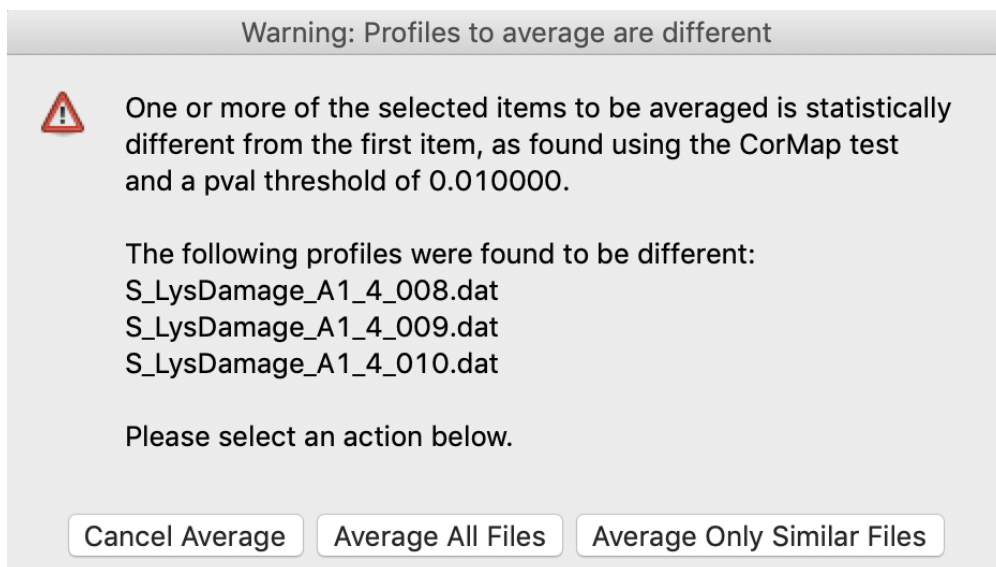 Warning: Profiles to average are different
One or more of the selected items to be averaged is statistically
different from the first item, as found using the CorMap test
and a pval threshold of 0.010000.
The following profiles were found to be different:
S_LysDamage_A1_4_008.dat
S_LysDamage_A1_4_009.dat
S_LysDamage_A1_4_010.dat
Please select an action below.
Cancel Average
Average All Files
Average Only Similar Files